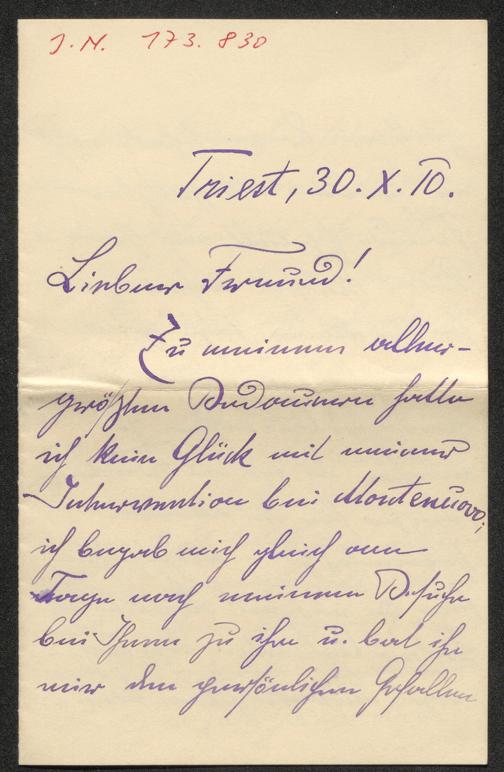 J.N. 173.830
Triest, 30. X. 10.
Lieber Freund!
Zu meinem aller-
größten Bedauern hatte
ich kein Glück mit meiner
Intervention bei Montenuovo;
ich begab mich gleich am
Tage nach meinem Besuche
bei Ihnen zu ihm u. bat ihn
mir den persönlichen Gefallen